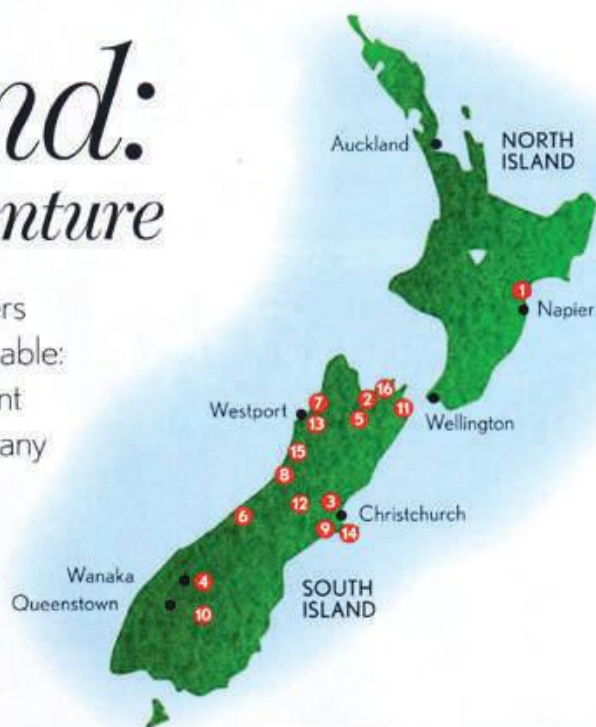 nd:
nture
ers
able:
nt
any
Auckland
NORTH
ISLAND
1
Napier
16
2
7
11
Westport
5
13
Wellington
15
8
12
3
Christchurch
6
9
14
Wanaka
4
SOUTH
ISLAND
Queenstown
10